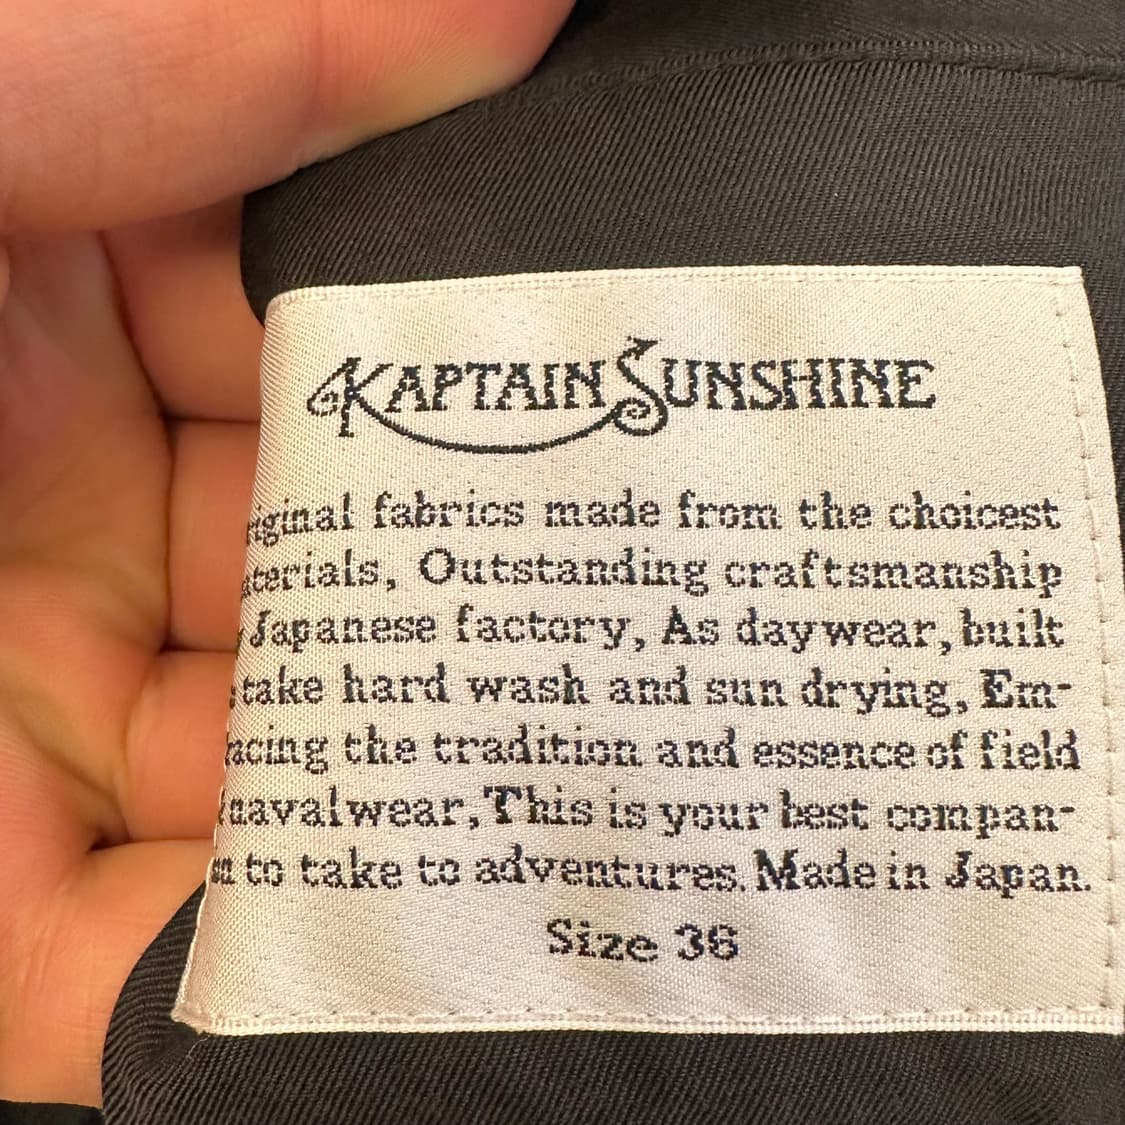 KAPTAIN SUNSHINE
iginal fabrics made from the choicest
aterials, Outstanding craftsmanship
Japanese factory, As daywear, built
take hard wash and sun drying, Em-
acing the tradition and essence of field
naval wear, This is your best compan-
on to take to adventures. Made in Japan.
Size 36